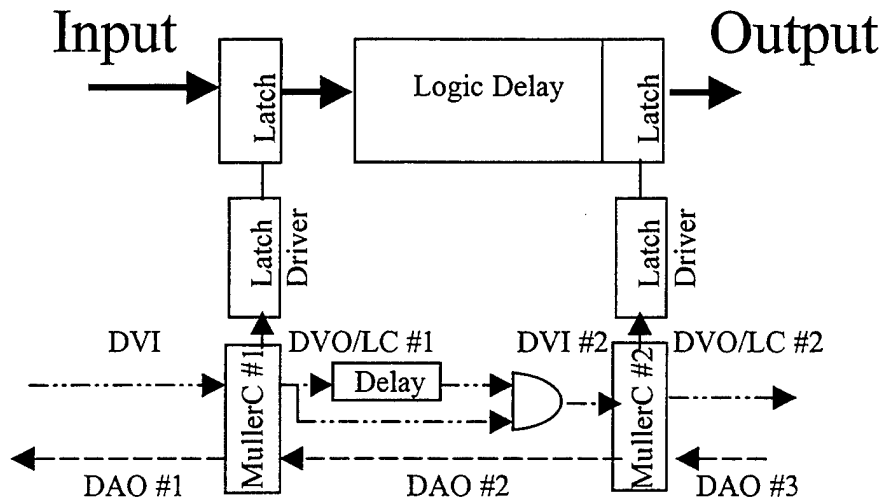 Input
Output
Latch
Logic Delay
Latch
Latch
Driver
Latch
Driver
DVI
DVO/LC #1
DVI #2
DVO/LC #2
MullerC #1
Delay
MullerC #2
DAO #1
DAO #2
DAO #3